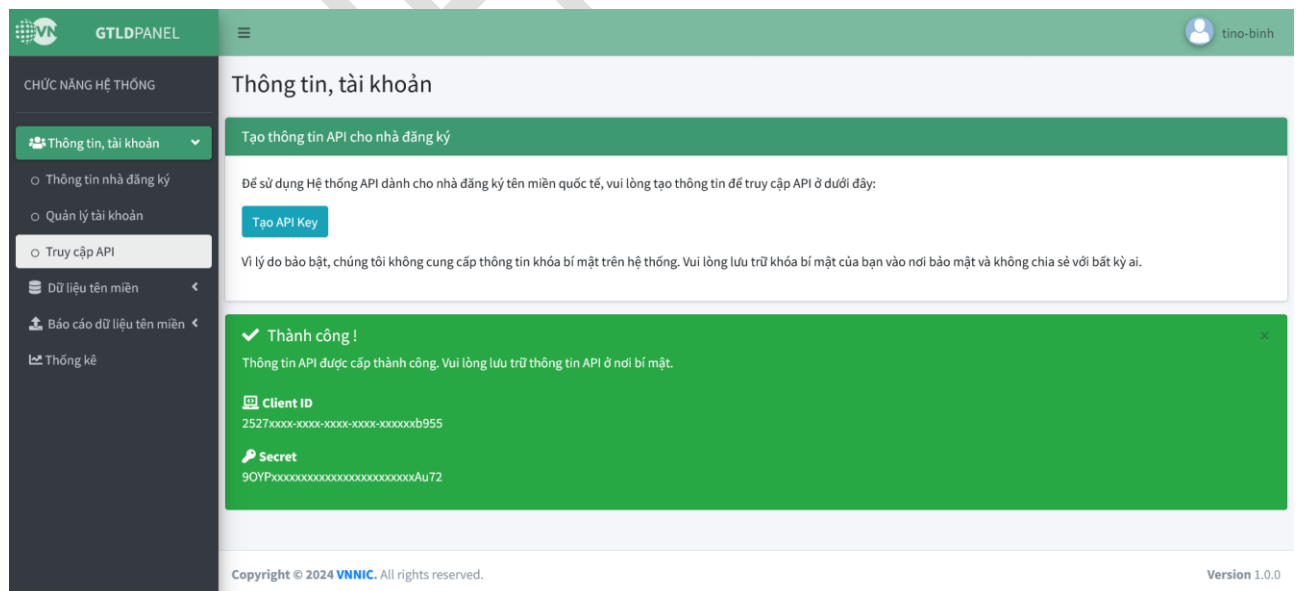 VN
GTLDPANEL
tino-binh
CHỨC NĂNG HỆ THỐNG
Thông tin, tài khoản
Thông tin nhà đăng ký
Quản lý tài khoản
Truy cập API
Dữ liệu tên miền
Báo cáo dữ liệu tên miền
Thống kê
Thông tin, tài khoản
Tạo thông tin API cho nhà đăng ký
Để sử dụng Hệ thống API dành cho nhà đăng ký tên miền quốc tế, vui lòng tạo thông tin để truy cập API ở dưới đây:
Tạo API Key
Vì lý do bảo bật, chúng tôi không cung cấp thông tin khóa bí mật trên hệ thống. Vui lòng lưu trữ khóa bí mật của bạn vào nơi bảo mật và không chia sẻ với bất kỳ ai.
Thành công !
×
Thông tin API được cấp thành công. Vui lòng lưu trữ thông tin API ở nơi bí mật.
Client ID
2527xxxx-xxxx-xxxx-xxxx-xxxxxxb955
Secret
9OYPxxxxxxxxxxxxxxxxxxxxxxxxAu72
Copyright © 2024 VNNIC. All rights reserved.
Version 1.0.0